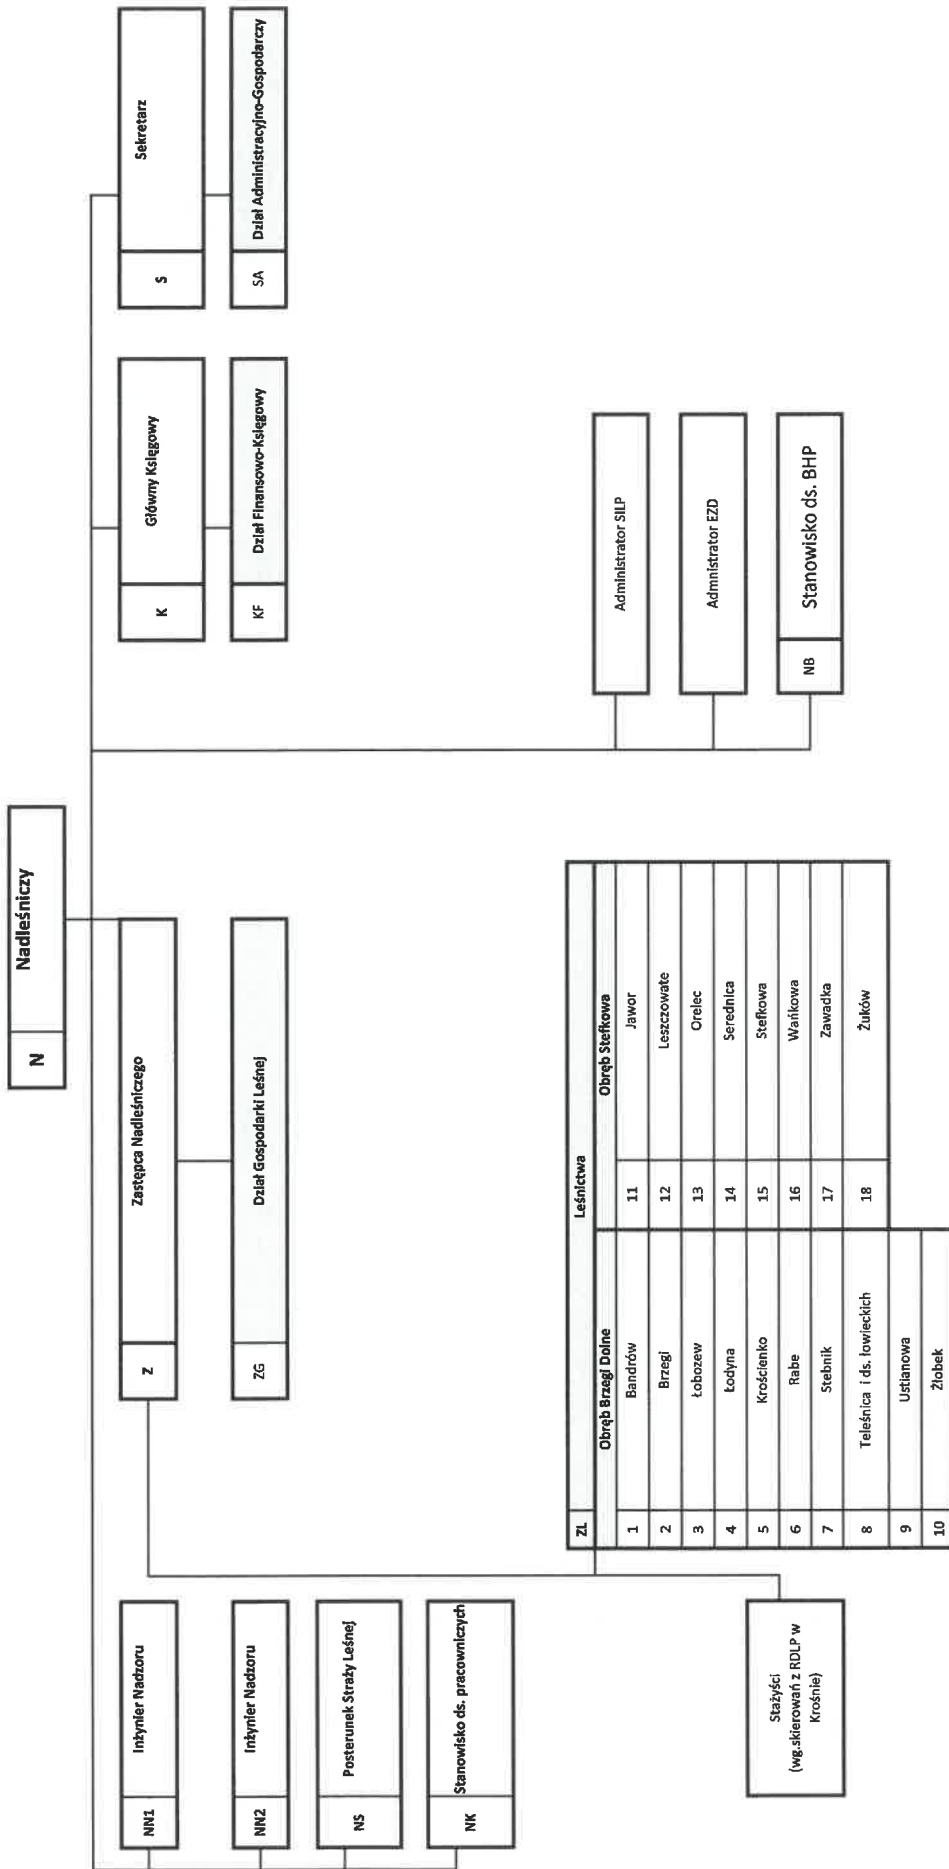 N Nadleśniczy
Z Zastępca Nadleśniczego
ZG Dział Gospodarki Leśnej
K Główny Księgowy
KF Dział Finansowo-Księgowy
S Sekretarz
SA Dział Administracyjno-Gospodarczy
NN1 Inżynier Nadzoru
NN2 Inżynier Nadzoru
NS Posterunek Straży Leśnej
NK Stanowisko ds. pracowniczych
Administrator SILP
Admnistrator EZD
NB Stanowisko ds. BHP
Stażyści
(wg.skierowań z RDLP w
Krośnie)
ZL Leśnictwa
Obręb Brzegi Dolne Obręb Stefkowa
1 Bandrów 11 Jawor
2 Brzegi 12 Leszczowate
3 Łobozew 13 Orelec
4 Łodyna 14 Serednica
5 Krościenko 15 Stefkowa
6 Rabe 16 Wańkowa
7 Stebnik 17 Zawadka
8 Teleśnica i ds. łowieckich 18 Żuków
9 Ustianowa
10 Żłobek